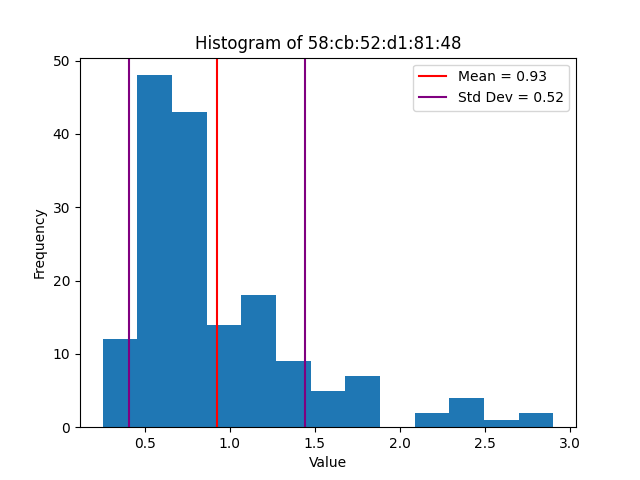 Histogram of 58:cb:52:d1:81:48
Mean = 0.93
Std Dev = 0.52
Frequency
50
40
30
20
10
0
0.5 1.0 1.5 2.0 2.5 3.0
Value